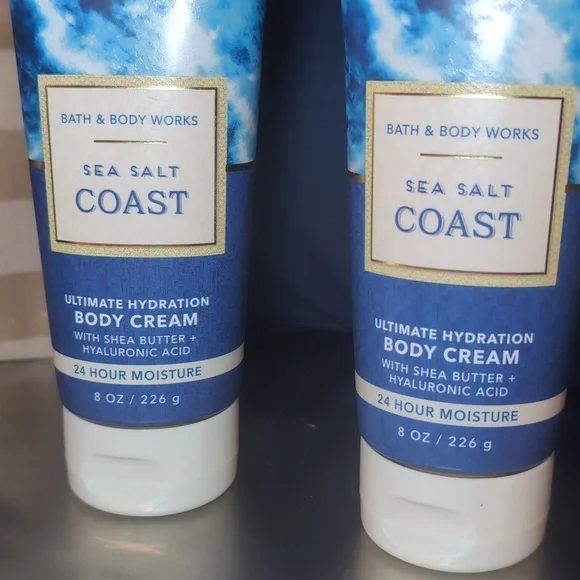 BATH & BODY WORKS
SEA SALT
COAST
ULTIMATE HYDRATION
BODY CREAM
WITH SHEA BUTTER +
HYALURONIC ACID
24 HOUR MOISTURE
8 OZ / 226 g
BATH & BODY WORKS
SEA SALT
COAST
ULTIMATE HYDRATION
BODY CREAM
WITH SHEA BUTTER +
HYALURONIC ACID
24 HOUR MOISTURE
8 OZ / 226 g